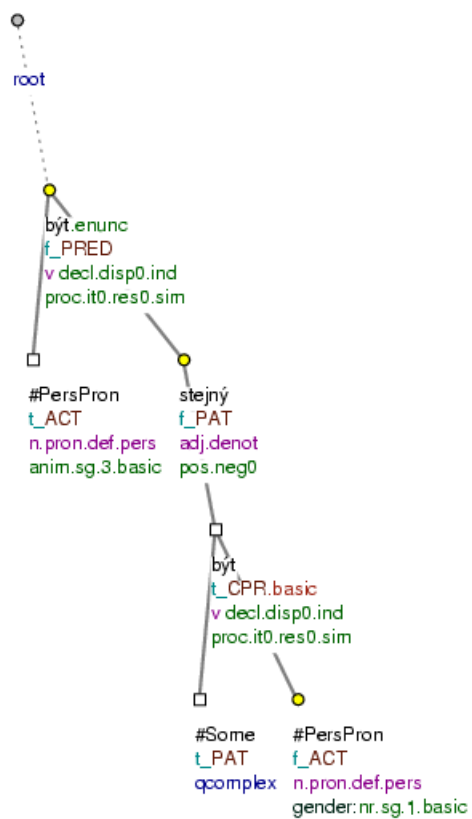 root
být.enunc
f_PRED
v decl.disp0.ind
proc.it0.res0.sim
#PersPron
t_ACT
n.pron.def.pers
anim.sg.3.basic
stejný
f_PAT
adj.denot
pos.neg0
být
t_CPR.basic
v decl.disp0.ind
proc.it0.res0.sim
#Some
t_PAT
qcomplex
#PersPron
f_ACT
n.pron.def.pers
gender:nr.sg.1.basic